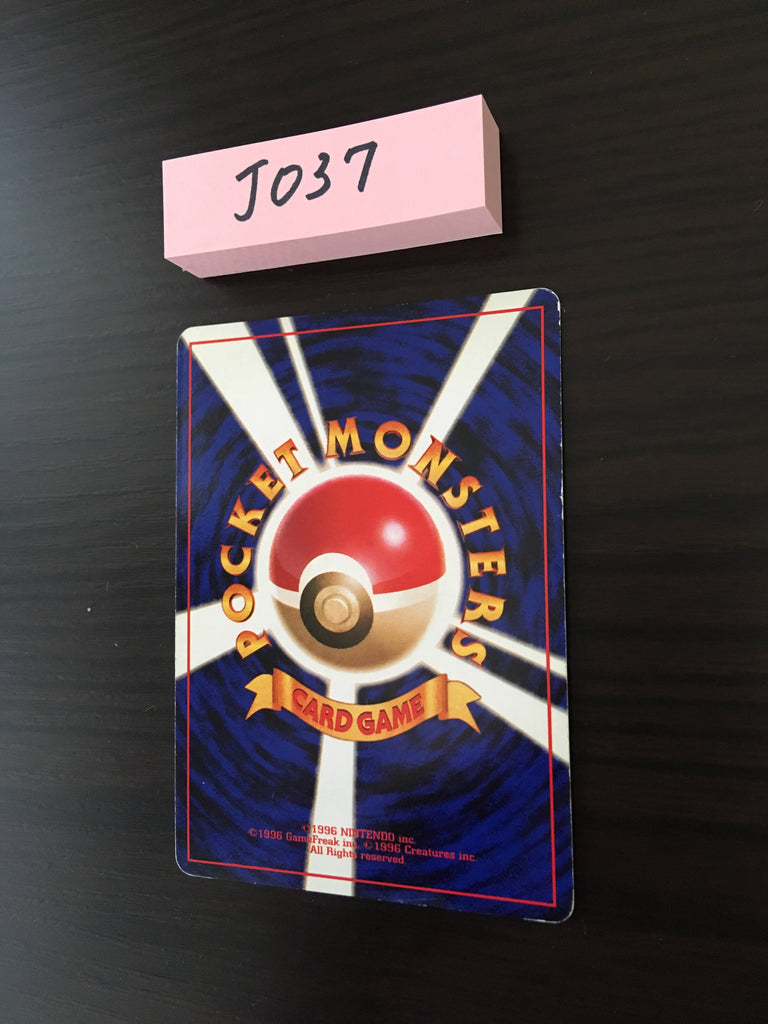 J037
POCKET MONSTERS
CARD GAME
©1996 NINTENDO inc.
©1996 GameFreak inc. ©1996 Creatures inc.
All Rights reserved.